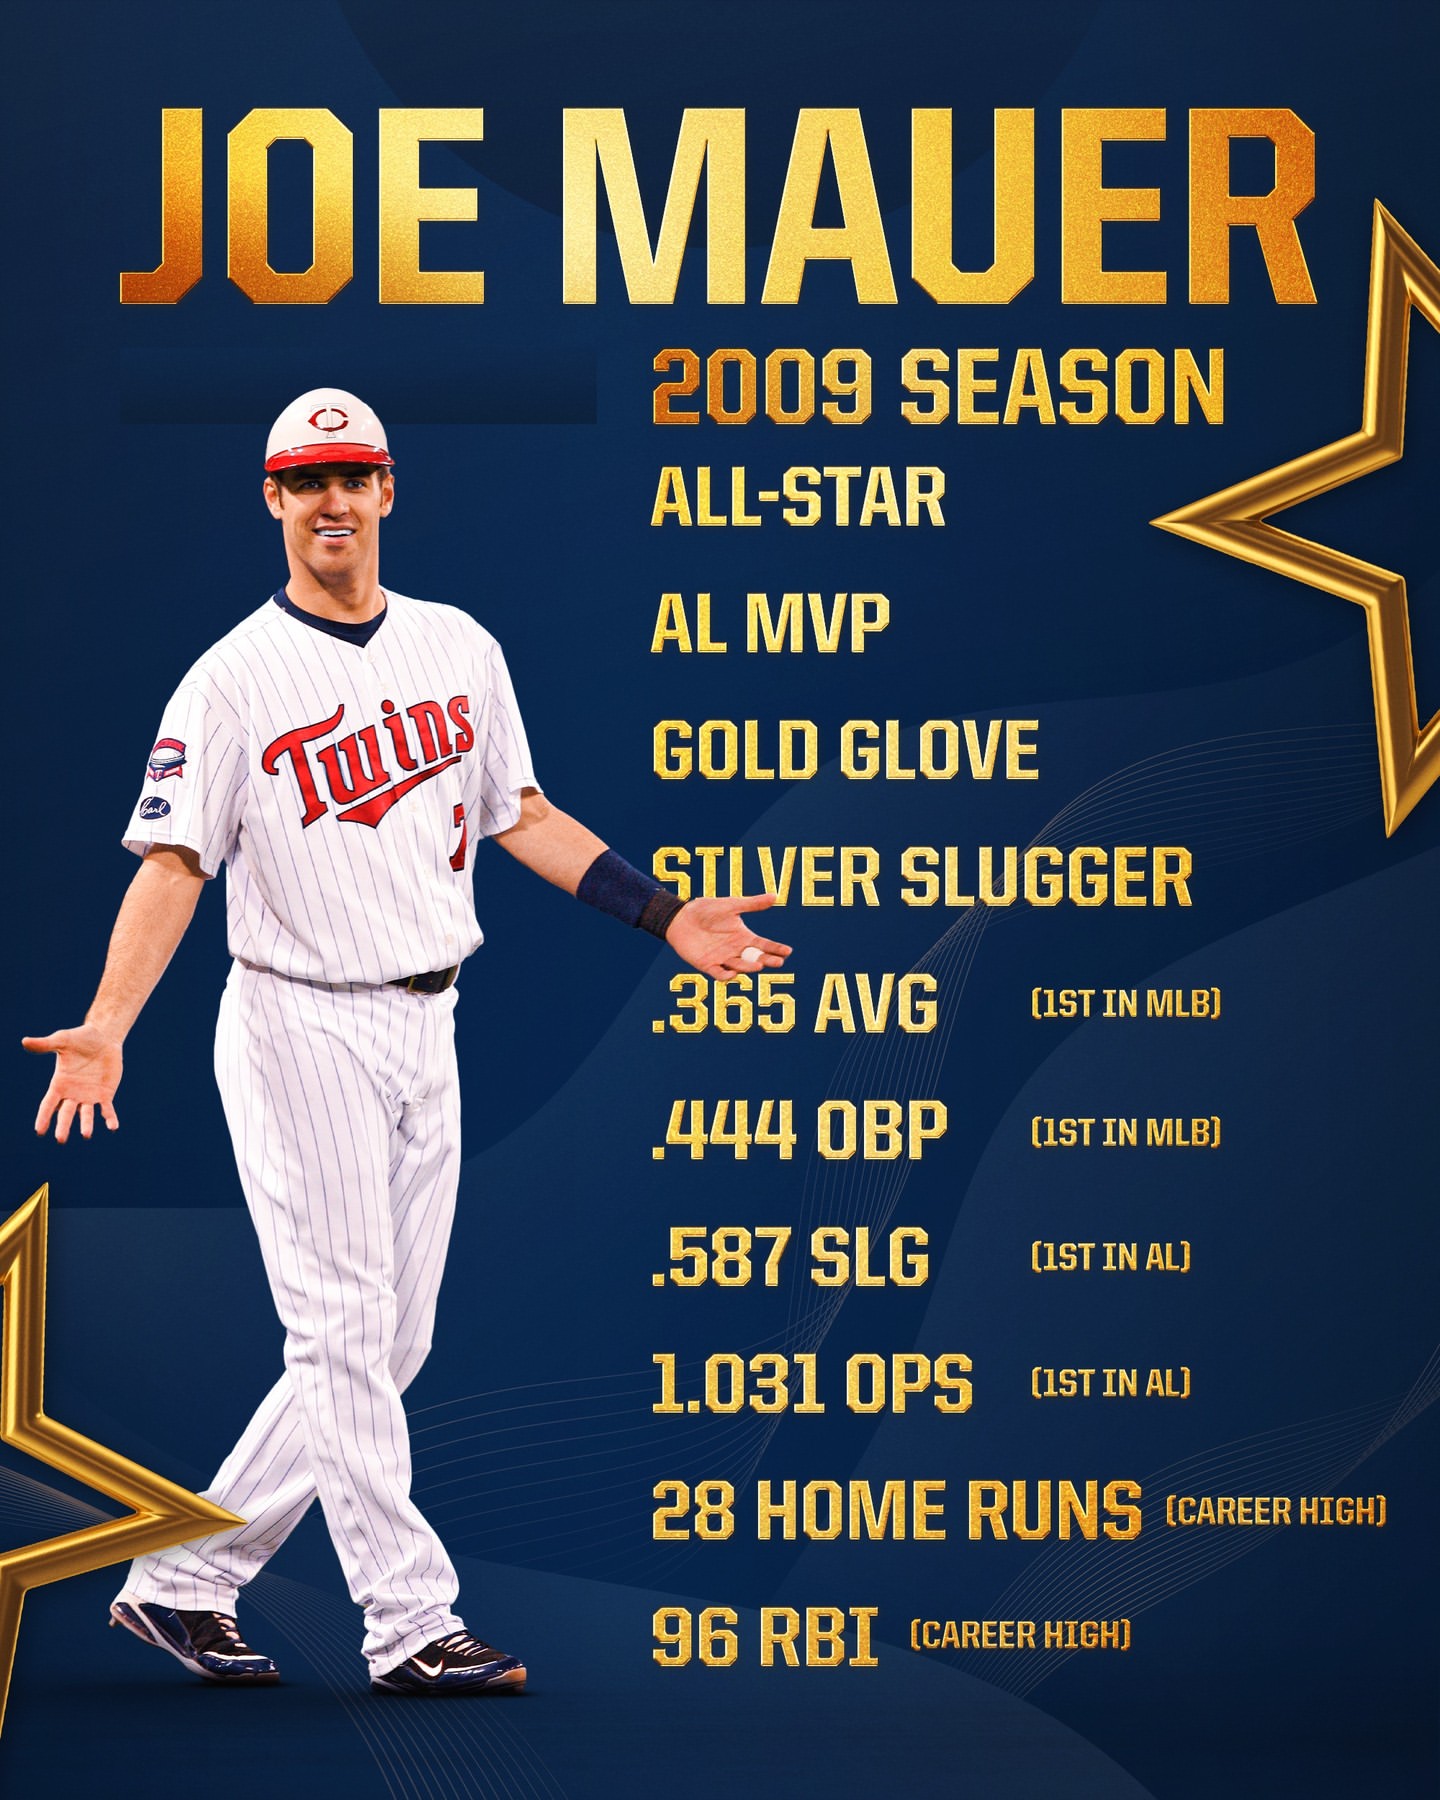 JOE MAUER
2009 SEASON
ALL-STAR
AL MVP
GOLD GLOVE
SILVER SLUGGER
.365 AVG (1ST IN MLB)
.444 OBP (1ST IN MLB)
.587 SLG (1ST IN AL)
1.031 OPS (1ST IN AL)
28 HOME RUNS (CAREER HIGH)
96 RBI (CAREER HIGH)
TC
Twins
7
Carl